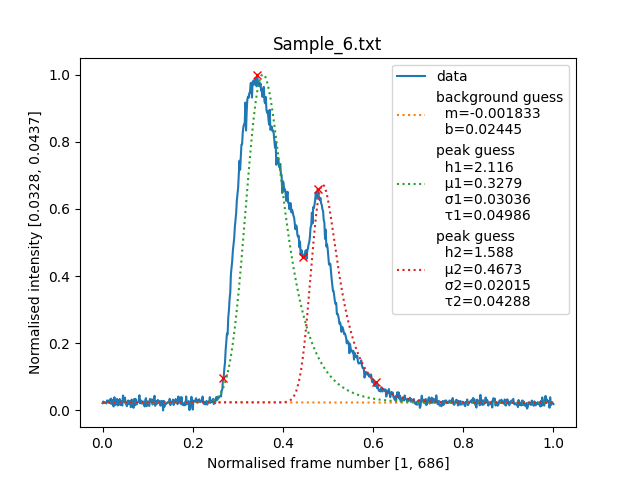 Sample_6.txt
Normalised intensity [0.0328, 0.0437]
1.0
0.8
0.6
0.4
0.2
0.0
data
background guess
m=-0.001833
b=0.02445
peak guess
h1=2.116
μ1=0.3279
σ1=0.03036
τ1=0.04986
peak guess
h2=1.588
μ2=0.4673
σ2=0.02015
τ2=0.04288
0.0 0.2 0.4 0.6 0.8 1.0
Normalised frame number [1, 686]